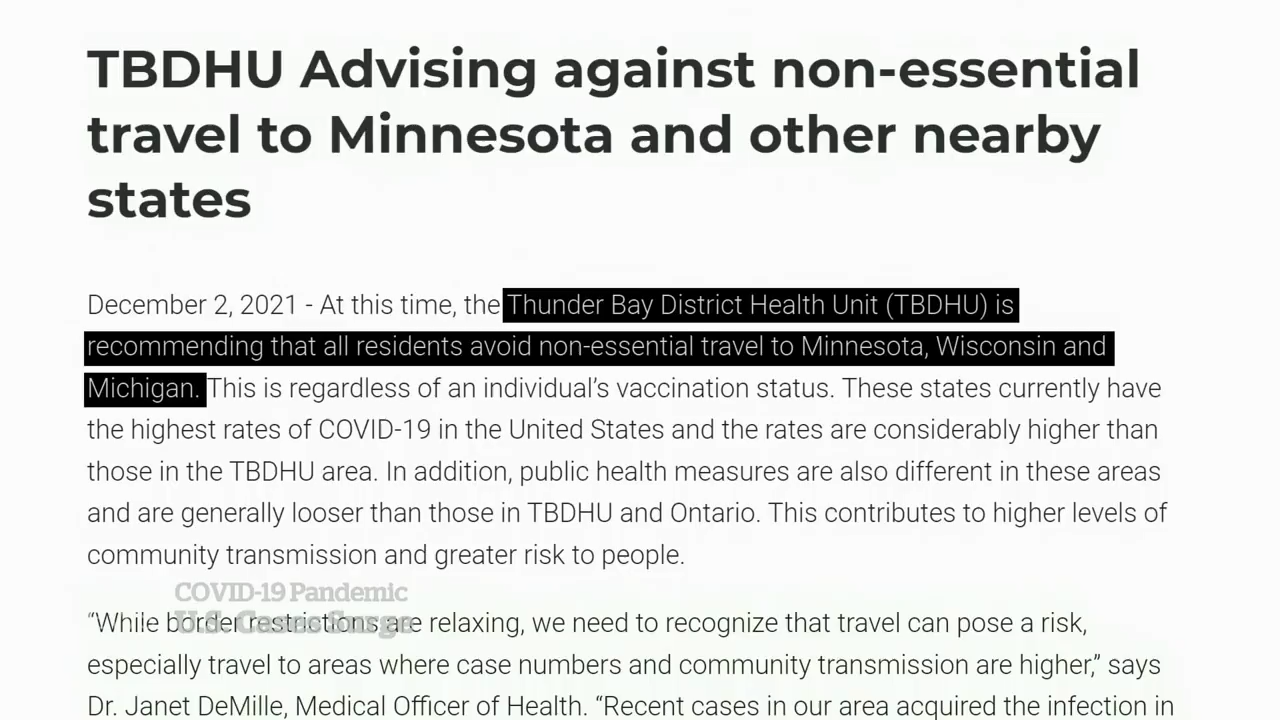 TBDHU Advising against non-essential
travel to Minnesota and other nearby
states
December 2, 2021 - At this time, the Thunder Bay District Health Unit (TBDHU) is
recommending that all residents avoid non-essential travel to Minnesota, Wisconsin and
Michigan. This is regardless of an individual’s vaccination status. These states currently have
the highest rates of COVID-19 in the United States and the rates are considerably higher than
those in the TBDHU area. In addition, public health measures are also different in these areas
and are generally looser than those in TBDHU and Ontario. This contributes to higher levels of
community transmission and greater risk to people.
COVID-19 Pandemic
U.S. Cases Surge
“While border restrictions are relaxing, we need to recognize that travel can pose a risk,
especially travel to areas where case numbers and community transmission are higher,” says
Dr. Janet DeMille, Medical Officer of Health. “Recent cases in our area acquired the infection in